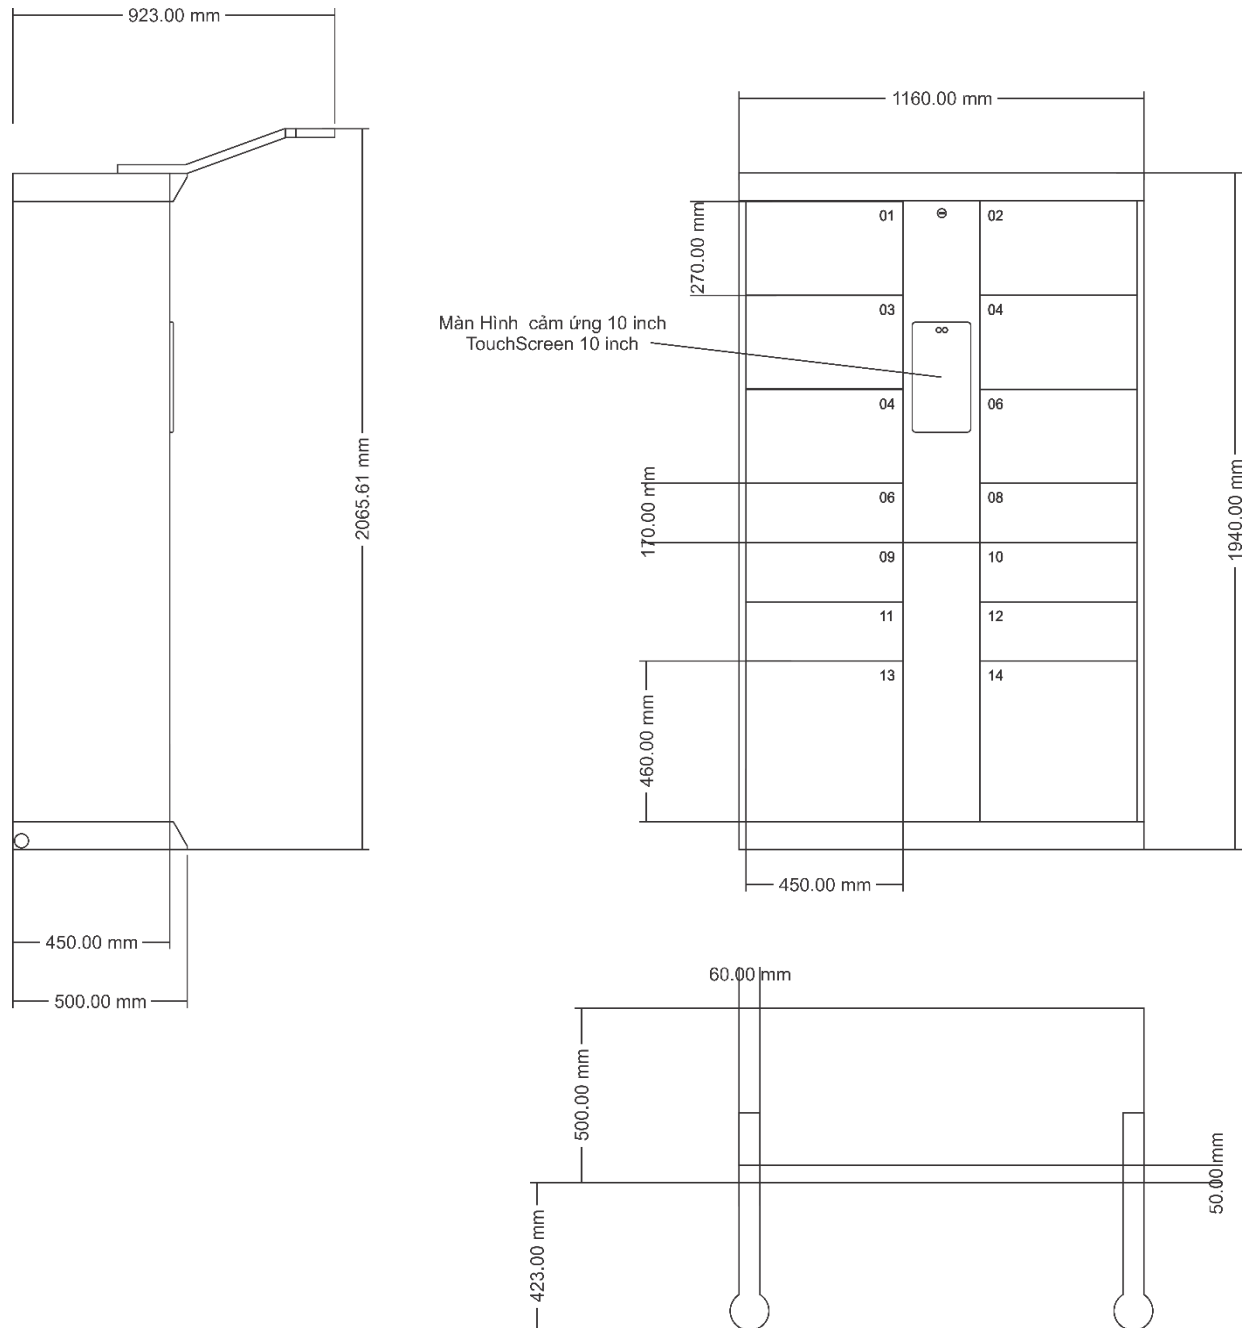 923.00 mm
1160.00 mm
270.00 mm
01
02
03
04
Màn Hình cảm ứng 10 inch
TouchScreen 10 inch
04
06
2065.61 mm
170.00 mm
06
08
1940.00 mm
09
10
11
12
13
14
460.00 mm
450.00 mm
450.00 mm
500.00 mm
60.00 mm
500.00 mm
50.00 mm
423.00 mm